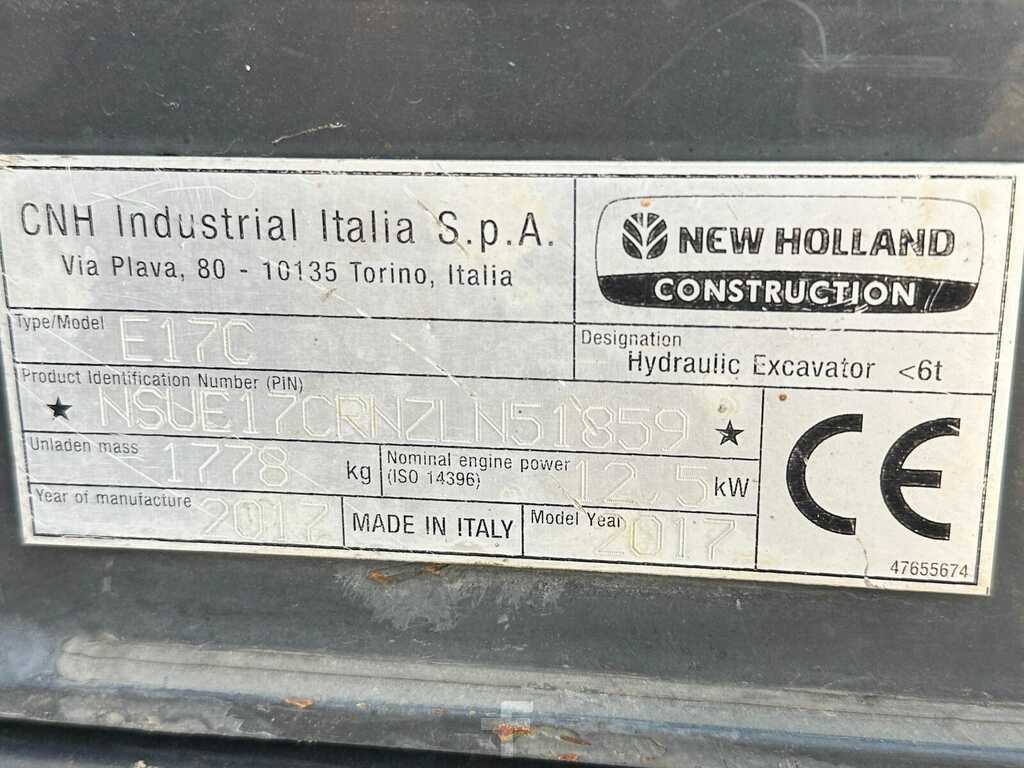 CNH Industrial Italia S.p.A.
Via Plava, 80 - 10135 Torino, Italia
NEW HOLLAND
CONSTRUCTION
Type/Model E17C
Designation
Hydraulic Excavator <6t
Product Identification Number (PIN)
★ NSUE17CRNZLN51859 ★
Unladen mass 1778 kg
Nominal engine power (ISO 14396) 12.5 kW
Year of manufacture 2017
MADE IN ITALY
Model Year 2017
CE
47655674